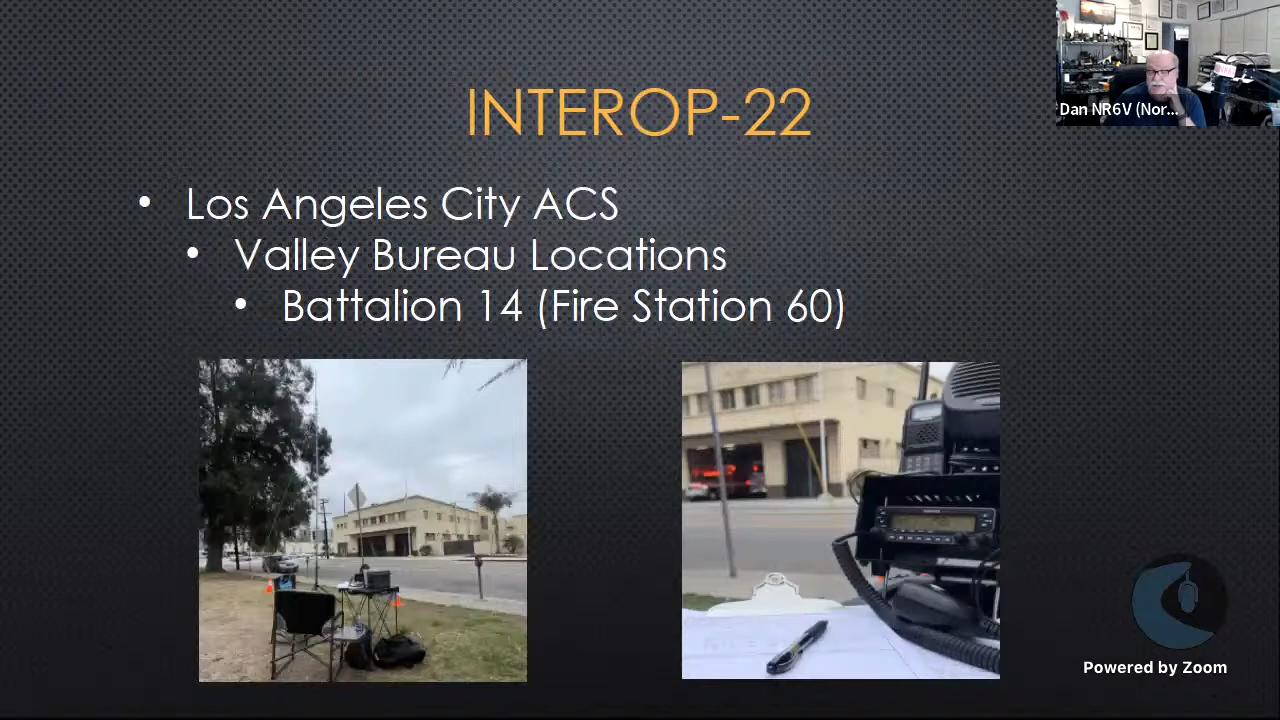 INTEROP-22
Dan NR6V (Nor...
• Los Angeles City ACS
• Valley Bureau Locations
• Battalion 14 (Fire Station 60)
Powered by Zoom